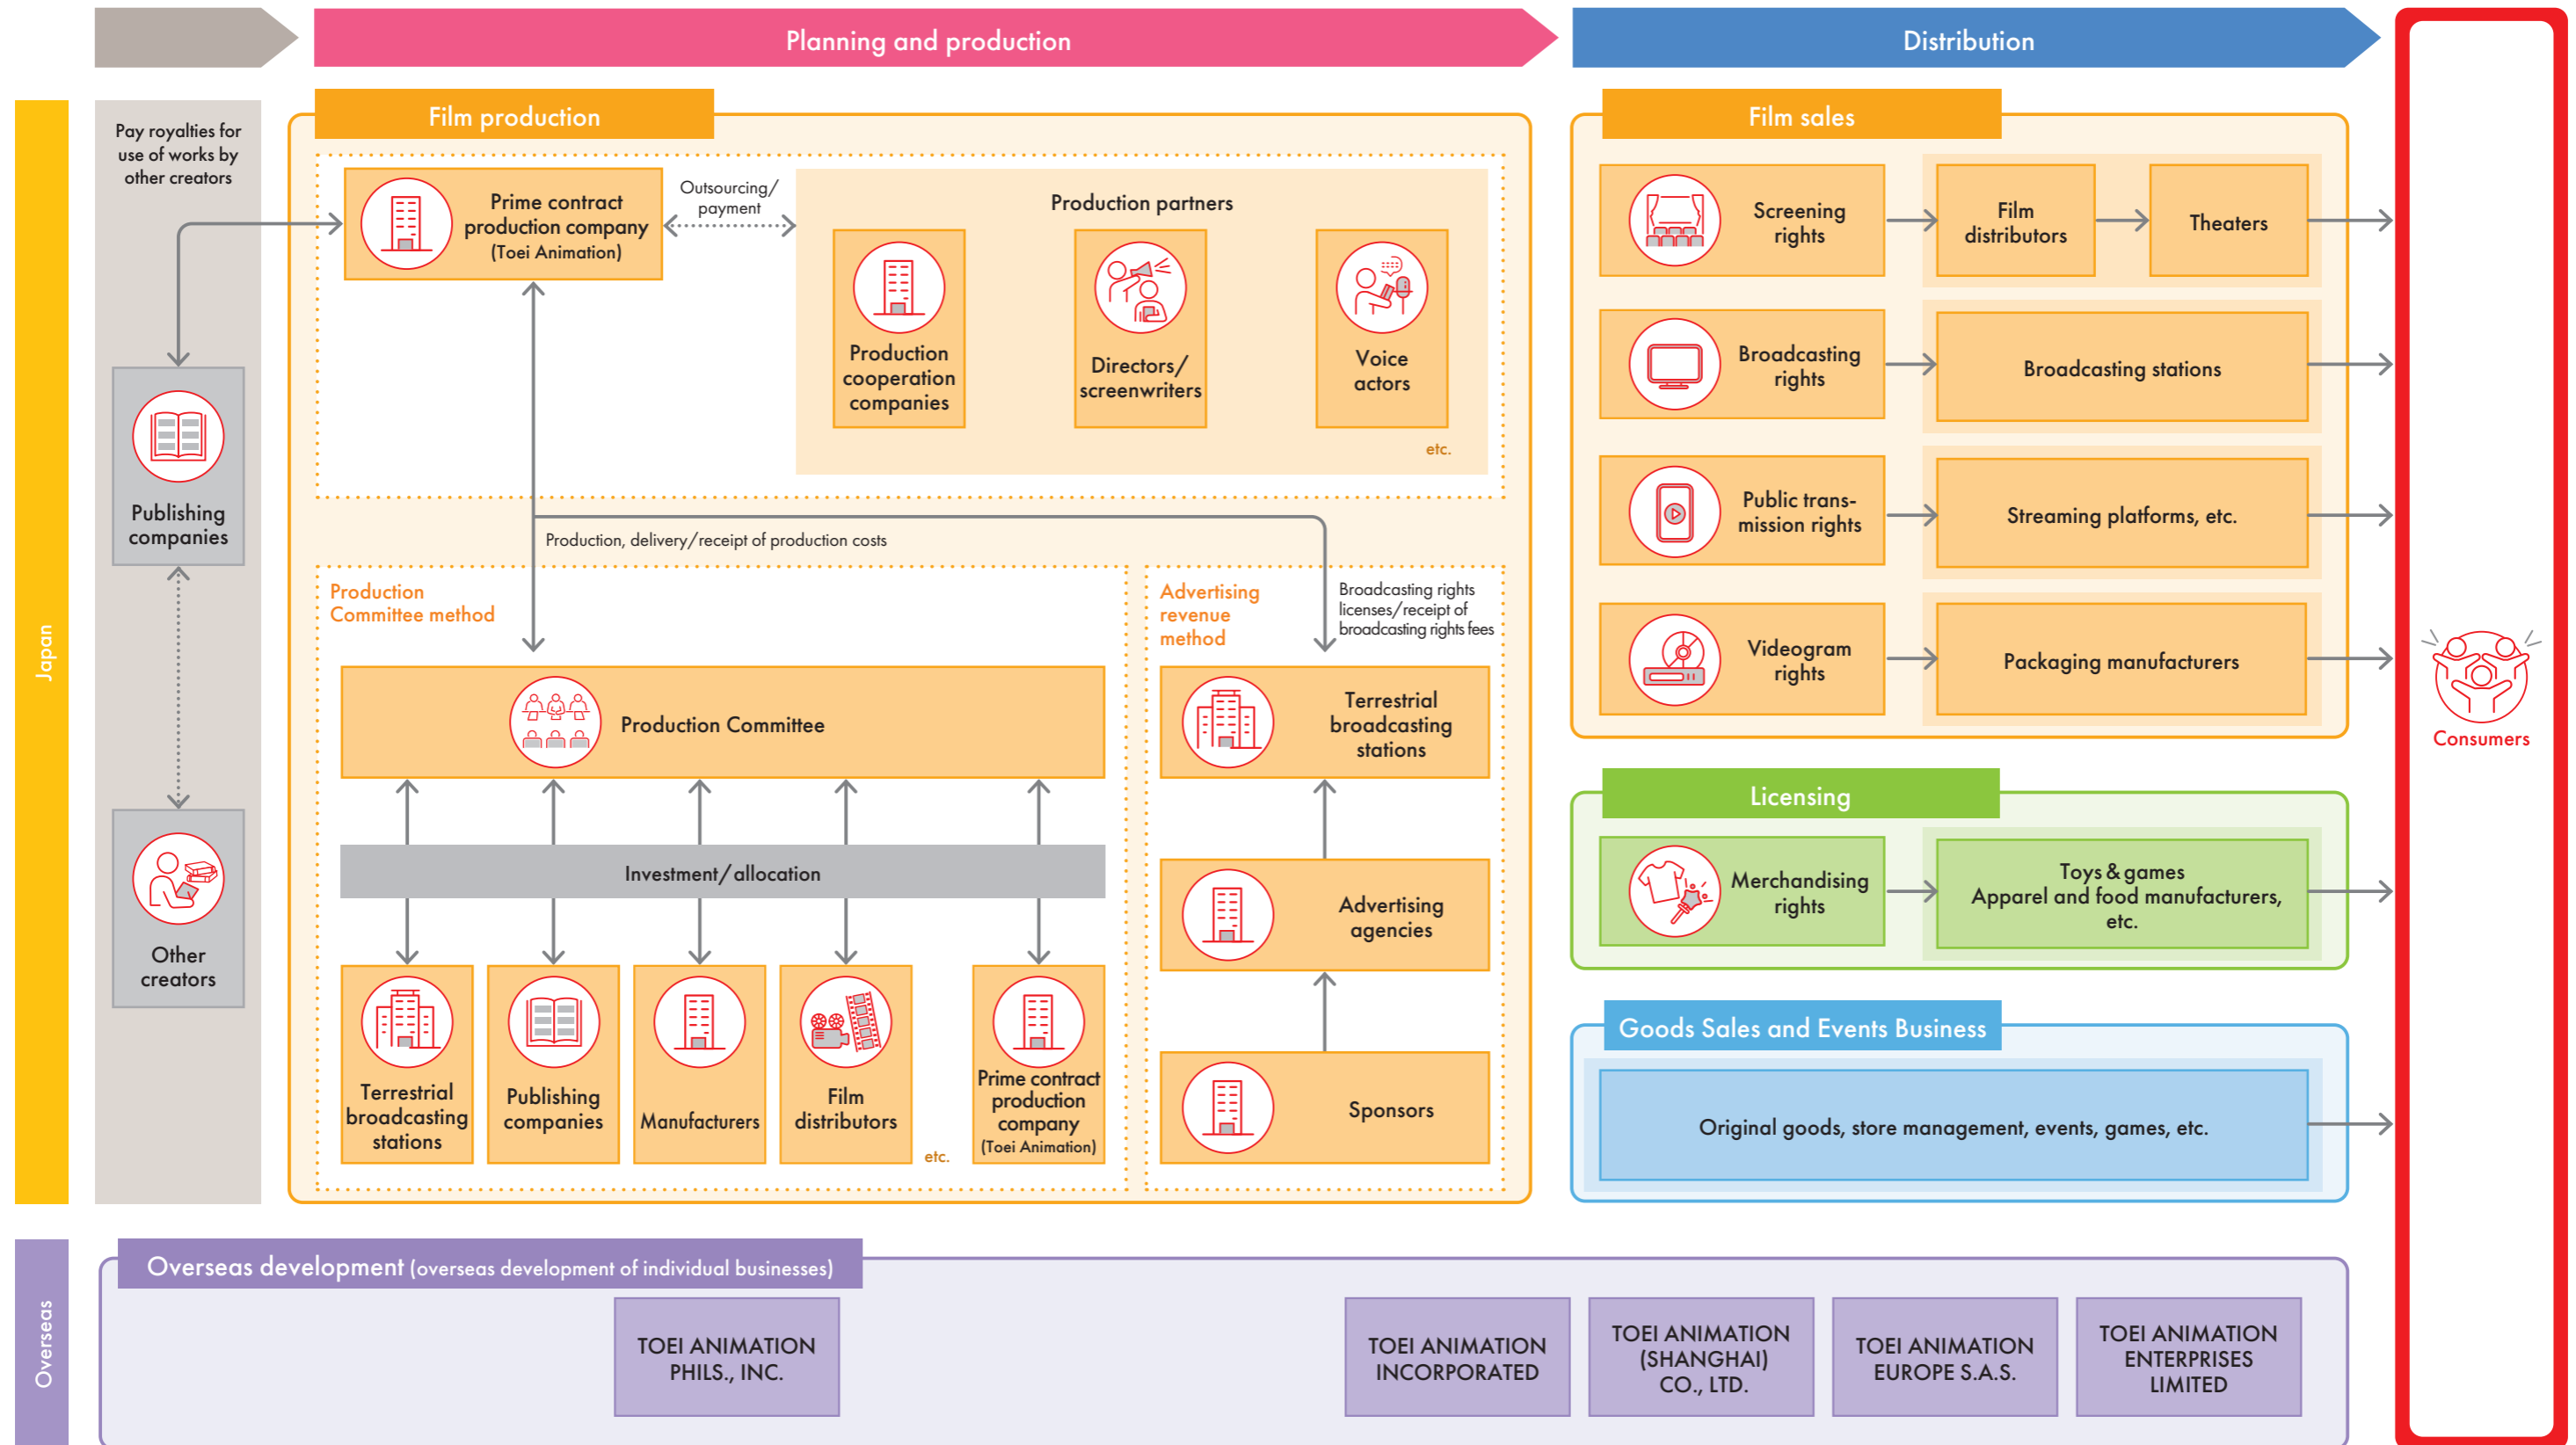 Planning and production
Distribution
Japan
Pay royalties for
use of works by
other creators
Publishing
companies
Other
creators
Film production
Prime contract
production company
(Toei Animation)
Outsourcing/
payment
Production partners
Production
cooperation
companies
Directors/
screenwriters
Voice
actors
etc.
Production, delivery/receipt of production costs
Production
Committee method
Production Committee
Investment/allocation
Terrestrial
broadcasting
stations
Publishing
companies
Manufacturers
Film
distributors
etc.
Prime contract
production
company
(Toei Animation)
Advertising
revenue
method
Broadcasting rights
licenses/receipt of
broadcasting rights fees
Terrestrial
broadcasting
stations
Advertising
agencies
Sponsors
Film sales
Screening
rights
Film
distributors
Theaters
Broadcasting
rights
Broadcasting stations
Public trans-
mission rights
Streaming platforms, etc.
Videogram
rights
Packaging manufacturers
Licensing
Merchandising
rights
Toys & games
Apparel and food manufacturers,
etc.
Goods Sales and Events Business
Original goods, store management, events, games, etc.
Consumers
Overseas
Overseas development (overseas development of individual businesses)
TOEI ANIMATION
PHILS., INC.
TOEI ANIMATION
INCORPORATED
TOEI ANIMATION
(SHANGHAI)
CO., LTD.
TOEI ANIMATION
EUROPE S.A.S.
TOEI ANIMATION
ENTERPRISES
LIMITED